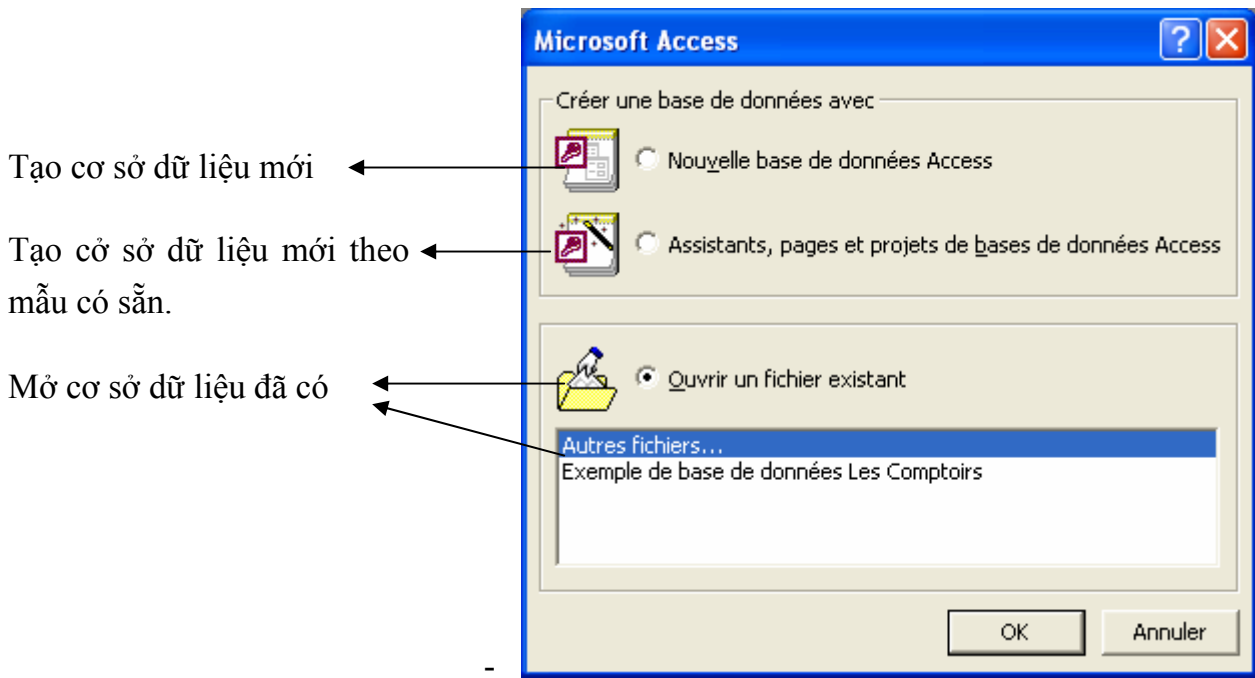 Microsoft Access
Créer une base de données avec
Tạo cơ sở dữ liệu mới
Nouvelle base de données Access
Tạo cở sở dữ liệu mới theo
mẫu có sẵn.
Assistants, pages et projets de bases de données Access
Mở cơ sở dữ liệu đã có
Ouvrir un fichier existant
Autres fichiers...
Exemple de base de données Les Comptoirs
OK
Annuler
-